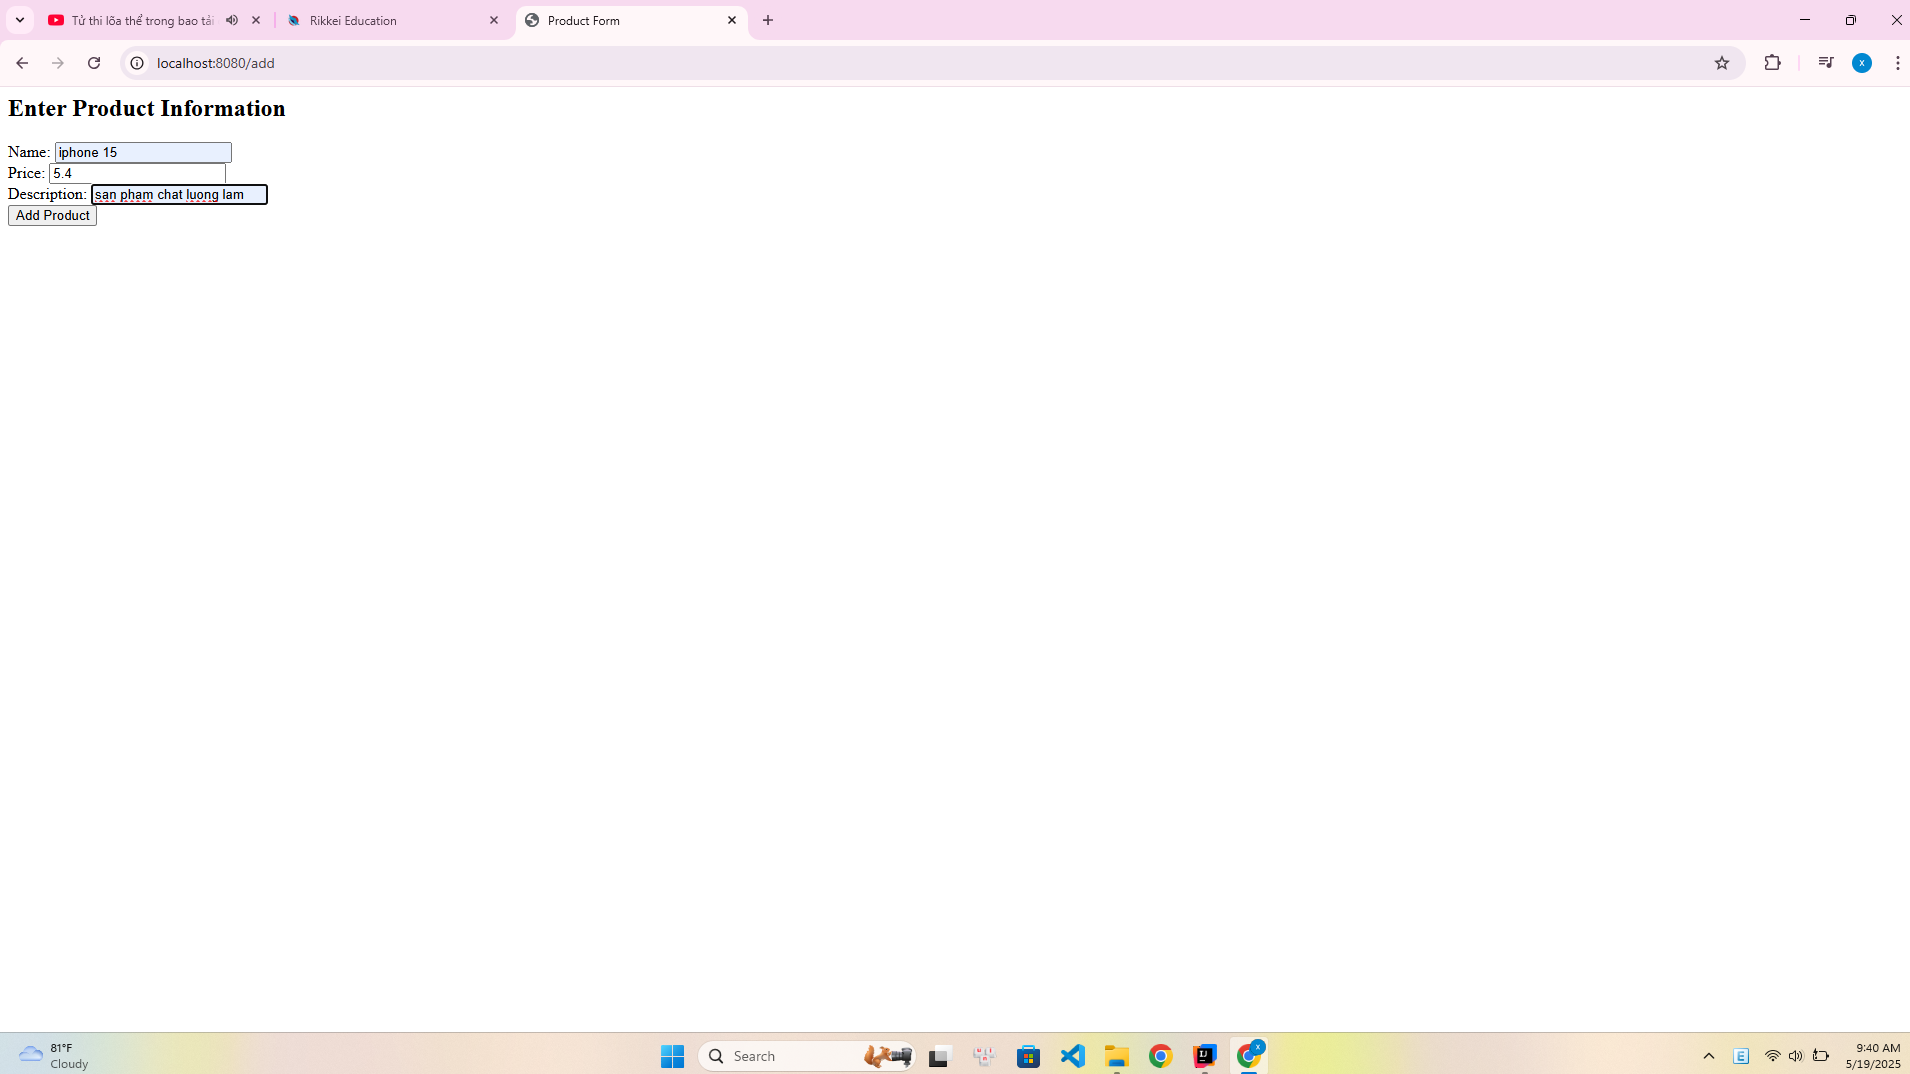 Tử thi lõa thể trong bao tải
Rikkei Education
Product Form
localhost:8080/add
x
Enter Product Information
Name: iphone 15
Price: 5.4
Description: san pham chat luong lam
Add Product
81°F
Cloudy
Search
x
E
9:40 AM
5/19/2025